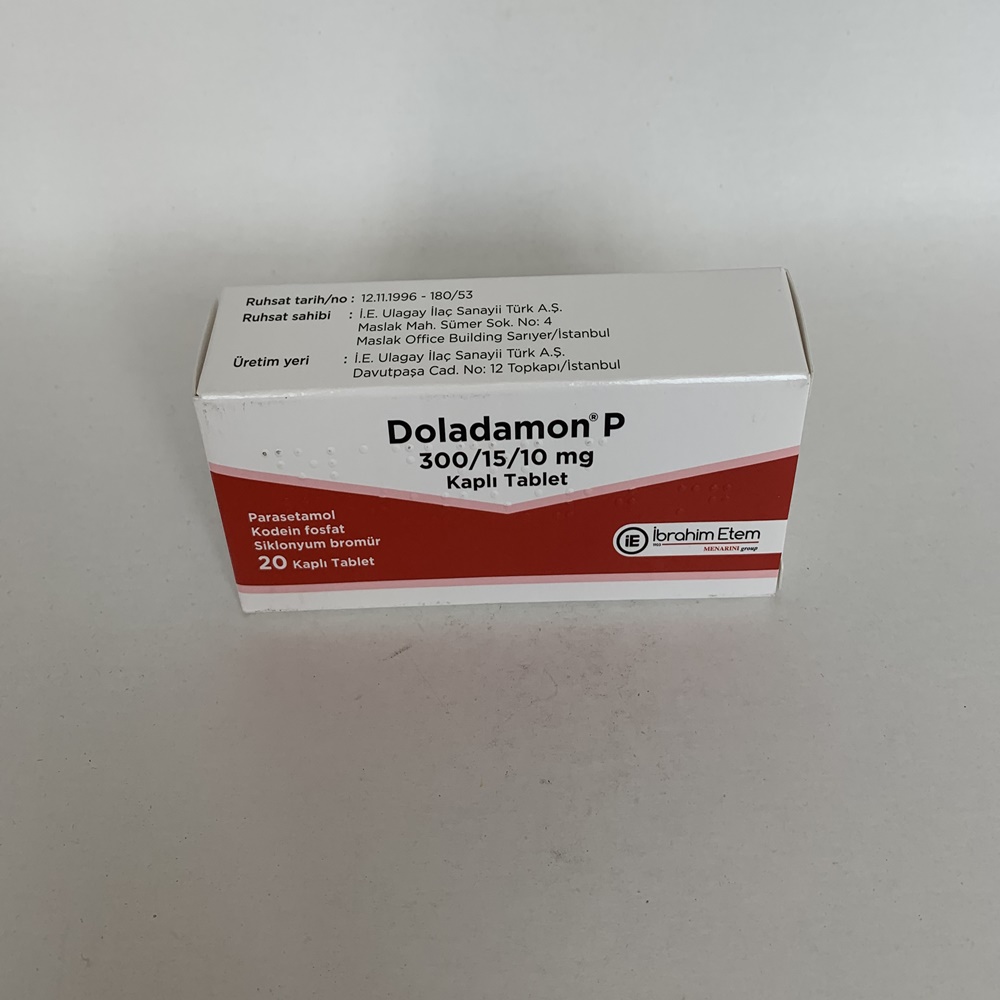 Ruhsat tarih/no : 12.11.1996 - 180/53
Ruhsat sahibi : İ.E. Ulagay İlaç Sanayii Türk A.Ş.
Maslak Mah. Sümer Sok. No: 4
Maslak Office Building Sarıyer/İstanbul
Üretim yeri : İ.E. Ulagay İlaç Sanayii Türk A.Ş.
Davutpaşa Cad. No: 12 Topkapı/İstanbul
Doladamon® P
300/15/10 mg
Kaplı Tablet
Parasetamol
Kodein fosfat
Siklonyum bromür
20 Kaplı Tablet
iE İbrahim Etem
1903 MENARINI group